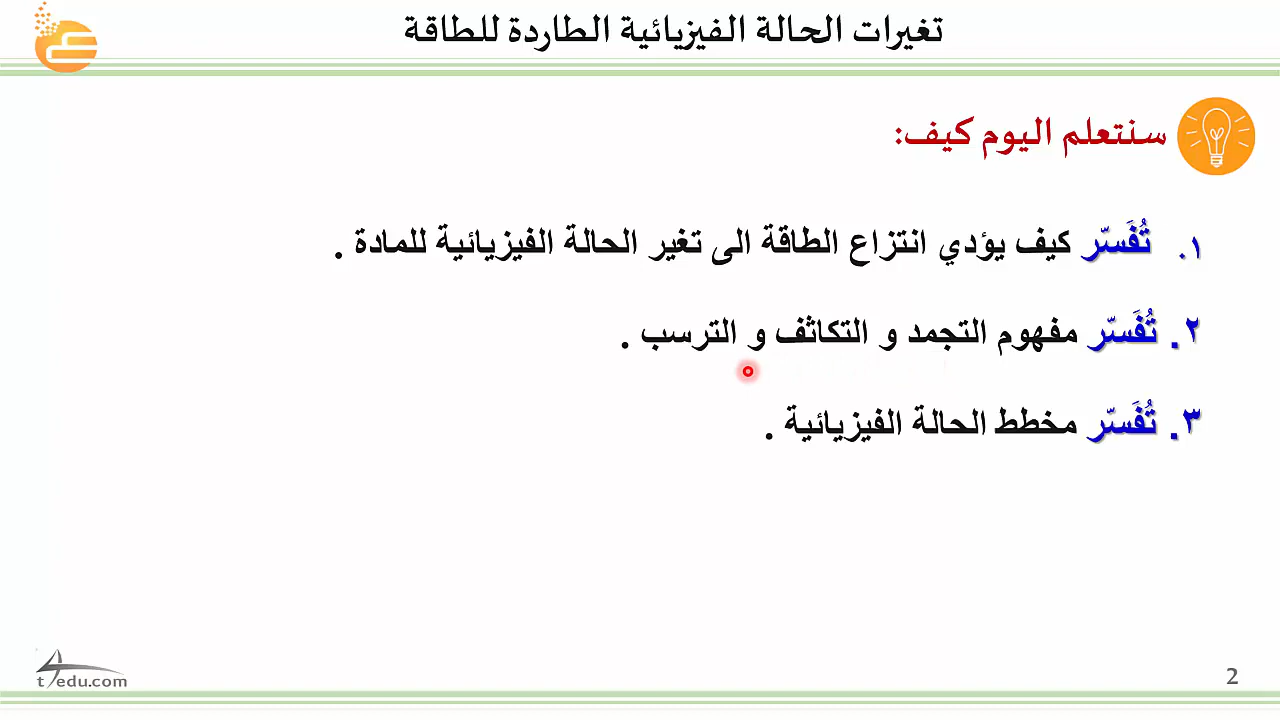 تغيرات الحالة الفيزيائية الطاردة للطاقة
سنتعلم اليوم كيف:
١. تُفَسّر كيف يؤدي انتزاع الطاقة الى تغير الحالة الفيزيائية للمادة .
٢. تُفَسّر مفهوم التجمد و التكاثف و الترسب .
٣. تُفَسّر مخطط الحالة الفيزيائية .
t4edu.com
2